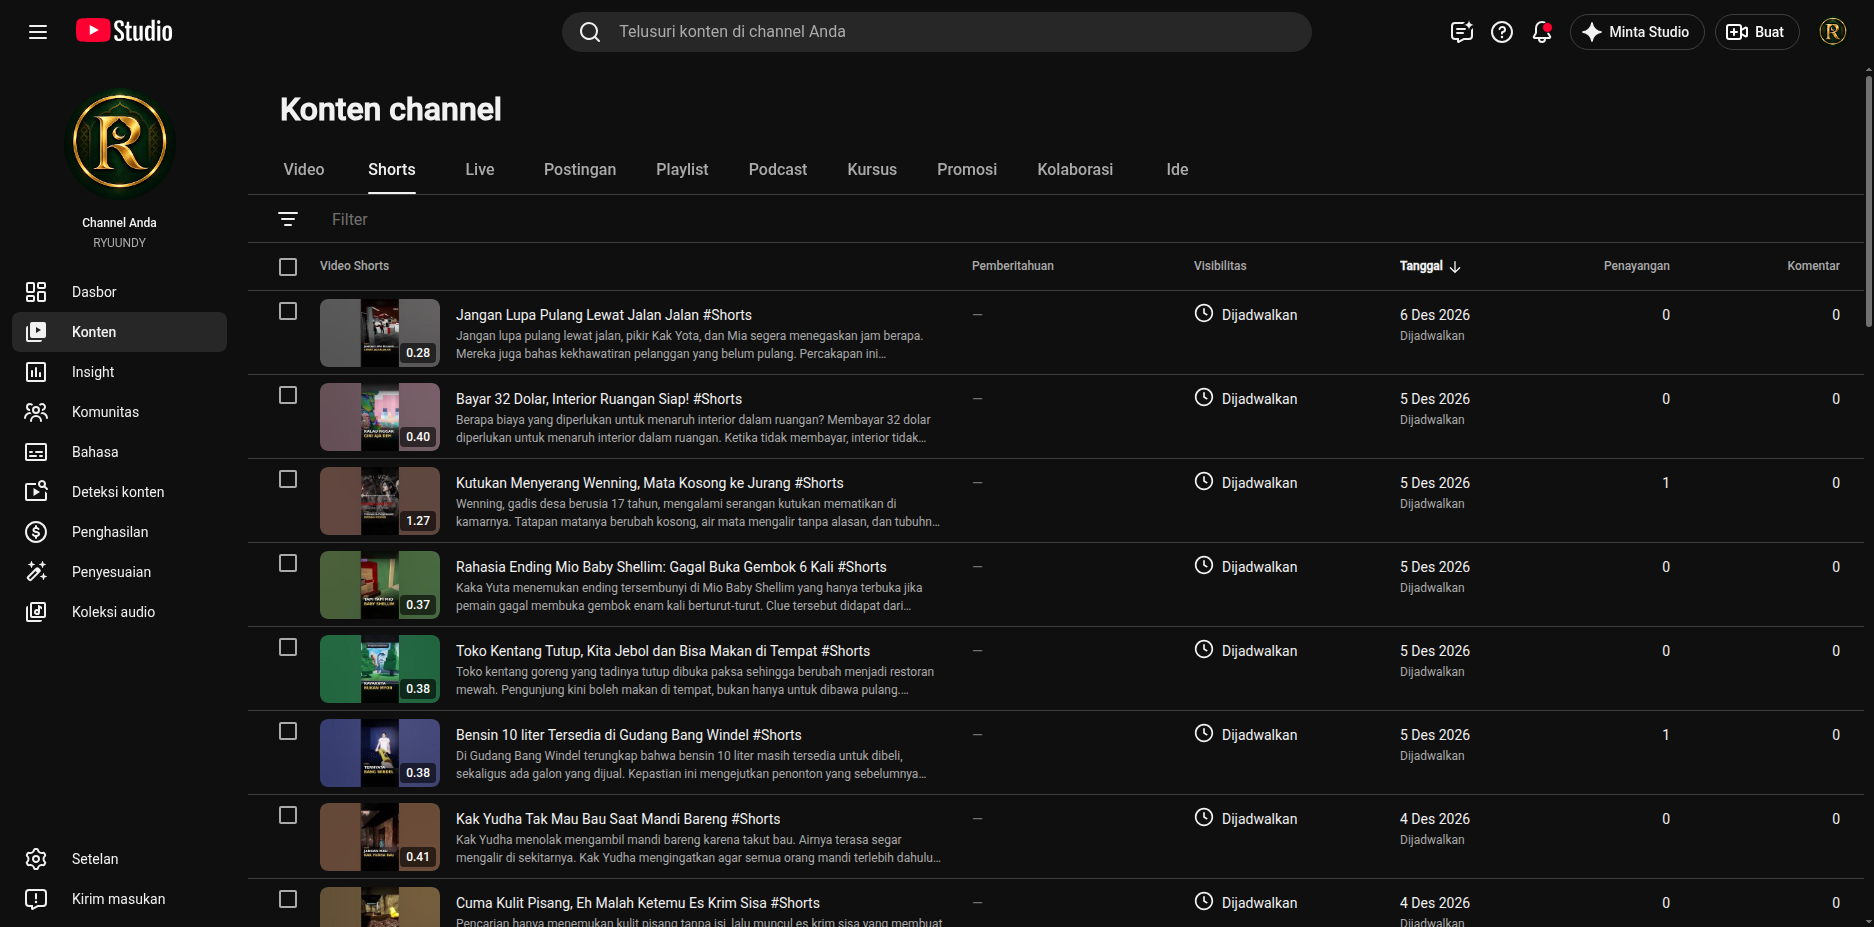 Studio
Telusuri konten di channel Anda
Minta Studio
Buat
R
R
Channel Anda
RYUUNDY
Dasbor
Konten
Insight
Komunitas
Bahasa
Deteksi konten
Penghasilan
Penyesuaian
Koleksi audio
Setelan
Kirim masukan
Konten channel
Video Shorts Live Postingan Playlist Podcast Kursus Promosi Kolaborasi Ide
Filter
Video Shorts Pemberitahuan Visibilitas Tanggal Penayangan Komentar
0.28
Jangan Lupa Pulang Lewat Jalan Jalan #Shorts
Jangan lupa pulang lewat jalan, pikir Kak Yota, dan Mia segera menegaskan jam berapa.
Mereka juga bahas kekhawatiran pelanggan yang belum pulang. Percakapan ini...
— Dijadwalkan 6 Des 2026 0 0
Dijadwalkan
0.40
Bayar 32 Dolar, Interior Ruangan Siap! #Shorts
Berapa biaya yang diperlukan untuk menaruh interior dalam ruangan? Membayar 32 dolar
diperlukan untuk menaruh interior dalam ruangan. Ketika tidak membayar, interior tidak...
— Dijadwalkan 5 Des 2026 0 0
Dijadwalkan
1.27
Kutukan Menyerang Wenning, Mata Kosong ke Jurang #Shorts
Wenning, gadis desa berusia 17 tahun, mengalami serangan kutukan mematikan di
kamarnya. Tatapan matanya berubah kosong, air mata mengalir tanpa alasan, dan tubuhn...
— Dijadwalkan 5 Des 2026 1 0
Dijadwalkan
0.37
Rahasia Ending Mio Baby Shellim: Gagal Buka Gembok 6 Kali #Shorts
Kaka Yuta menemukan ending tersembunyi di Mio Baby Shellim yang hanya terbuka jika
pemain gagal membuka gembok enam kali berturut-turut. Clue tersebut didapat dari...
— Dijadwalkan 5 Des 2026 0 0
Dijadwalkan
0.38
Toko Kentang Tutup, Kita Jebol dan Bisa Makan di Tempat #Shorts
Toko kentang goreng yang tadinya tutup dibuka paksa sehingga berubah menjadi restoran
mewah. Pengunjung kini boleh makan di tempat, bukan hanya untuk dibawa pulang....
— Dijadwalkan 5 Des 2026 0 0
Dijadwalkan
0.38
Bensin 10 liter Tersedia di Gudang Bang Windel #Shorts
Di Gudang Bang Windel terungkap bahwa bensin 10 liter masih tersedia untuk dibeli,
sekaligus ada galon yang dijual. Kepastian ini mengejutkan penonton yang sebelumnya...
— Dijadwalkan 5 Des 2026 1 0
Dijadwalkan
0.41
Kak Yudha Tak Mau Bau Saat Mandi Bareng #Shorts
Kak Yudha menolak mengambil mandi bareng karena takut bau. Airnya terasa segar
mengalir di sekitarnya. Kak Yudha mengingatkan agar semua orang mandi terlebih dahulu...
— Dijadwalkan 4 Des 2026 0 0
Dijadwalkan
Cuma Kulit Pisang, Eh Malah Ketemu Es Krim Sisa #Shorts
Pencarian hanya menemukan kulit pisang tanpa isi, lalu muncul es krim sisa yang membuat
— Dijadwalkan 4 Des 2026 0 0
Dijadwalkan